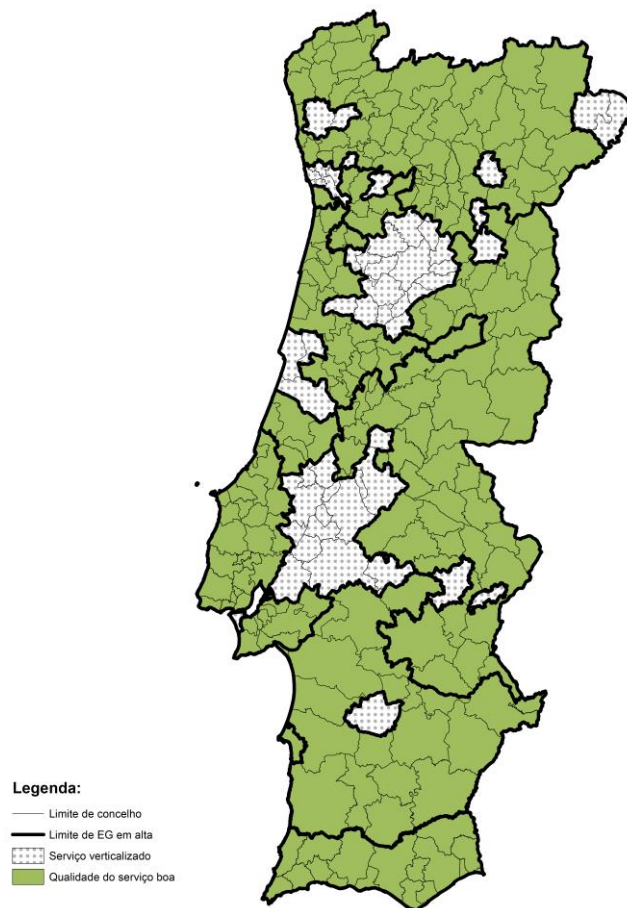 Legenda:
Limite de concelho
Limite de EG em alta
Serviço verticalizado
Qualidade do serviço boa